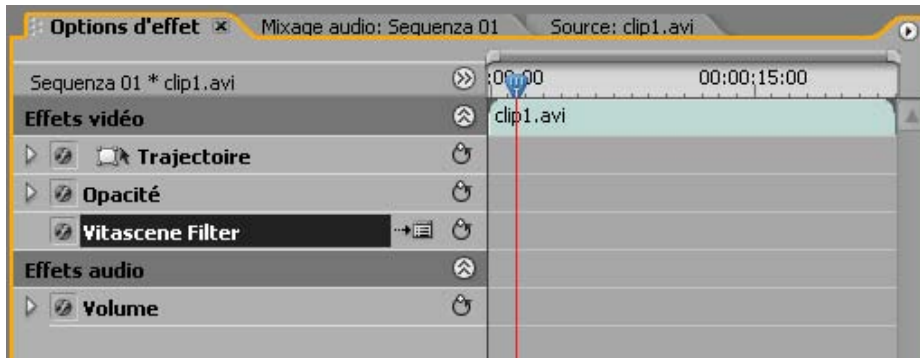 Options d'effet Mixage audio: Sequenza 01 Source: clip1.avi
Sequenza 01 * clip1.avi :00:00 00:00:15:00
Effets vidéo clip1.avi
Trajectoire
Opacité
Vitascene Filter
Effets audio
Volume